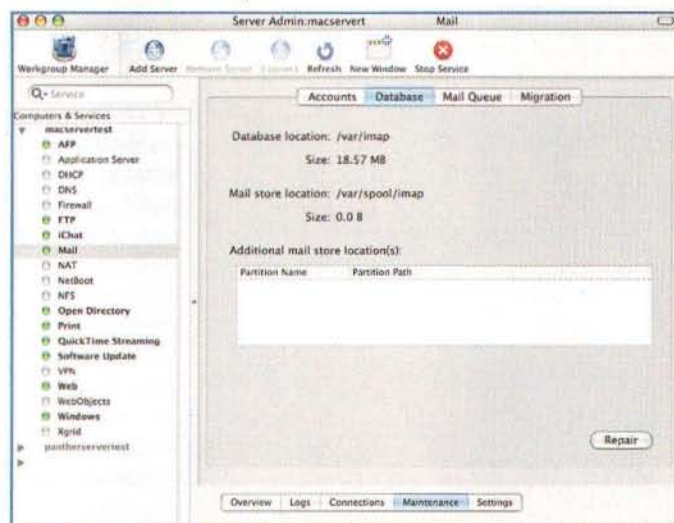 Server Admin:macservert Mail
Workgroup Manager Add Server Remove Server Connect Refresh New Window Stop Service
Service
Computers & Services
macservertest
AFP
Application Server
DHCP
DNS
Firewall
FTP
iChat
Mail
NAT
NetBoot
NFS
Open Directory
Print
QuickTime Streaming
Software Update
VPN
Web
WebObjects
Windows
Xgrid
pantherservertest
Accounts Database Mail Queue Migration
Database location: /var/imap
Size: 18.57 MB
Mail store location: /var/spool/imap
Size: 0.0 B
Additional mail store location(s):
Partition Name Partition Path
Repair
Overview Logs Connections Maintenance Settings